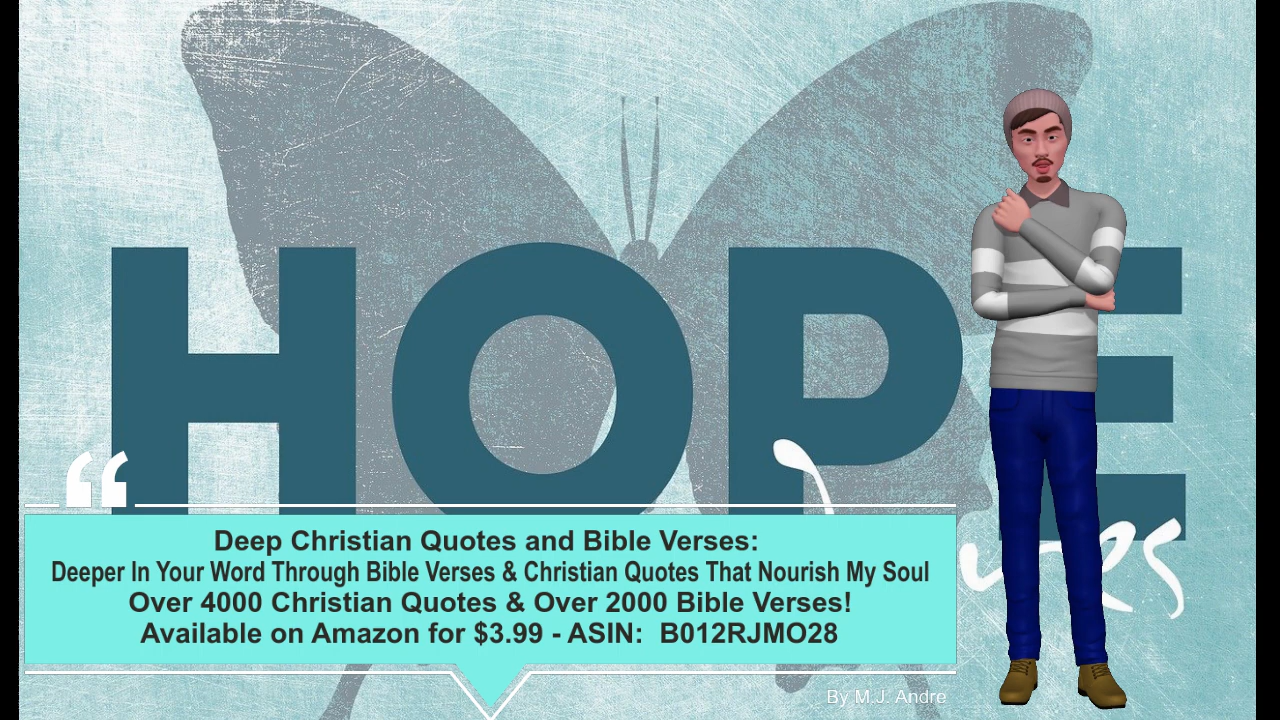 HOPE
“
Deep Christian Quotes and Bible Verses:
Deeper In Your Word Through Bible Verses & Christian Quotes That Nourish My Soul
Over 4000 Christian Quotes & Over 2000 Bible Verses!
Available on Amazon for $3.99 - ASIN: B012RJMO28
By M.J. Andre